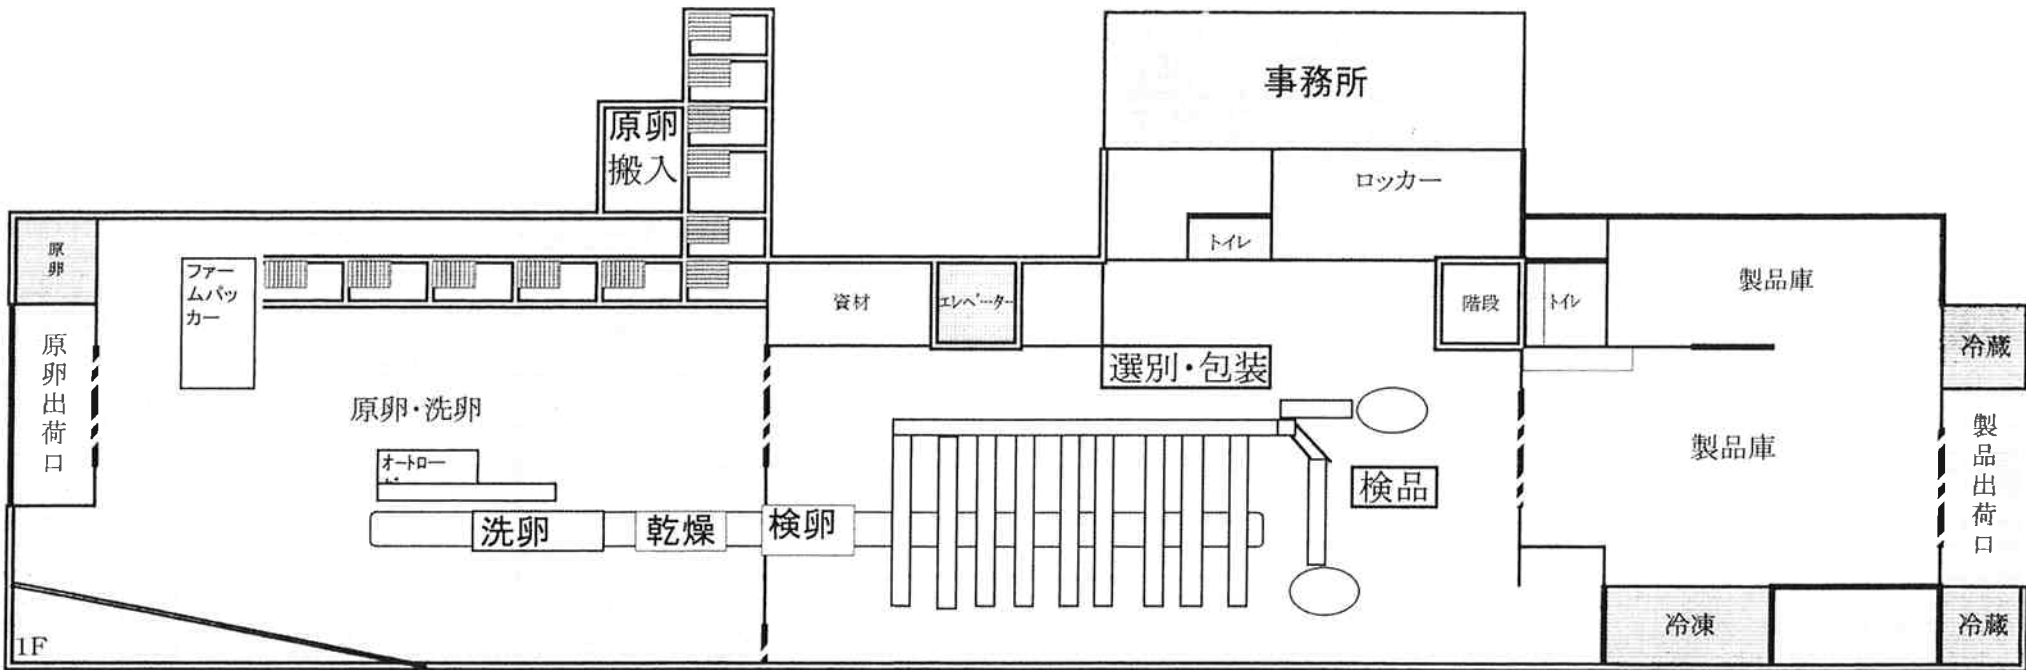 事務所
原卵
搬入
ロッカー
トイレ
原
卵
ファー
ムパッ
カー
資材
エレベーター
階段
トイレ
製品庫
冷蔵
原
卵
出
荷
口
選別・包装
原卵・洗卵
製品庫
製
品
出
荷
口
オートロー
検品
洗卵
乾燥
検卵
1F
冷凍
冷蔵